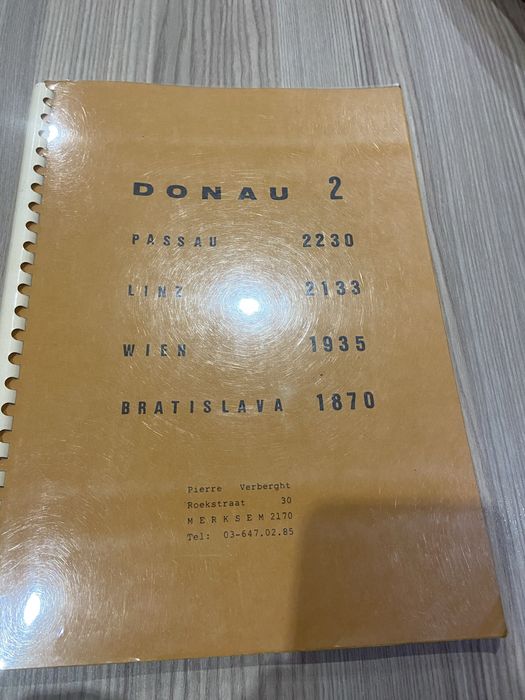 DONAU 2
PASSAU 2230
LINZ 2133
WIEN 1935
BRATISLAVA 1870
Pierre Verberght
Roekstraat 30
MERKSEM 2170
Tel: 03-647.02.85